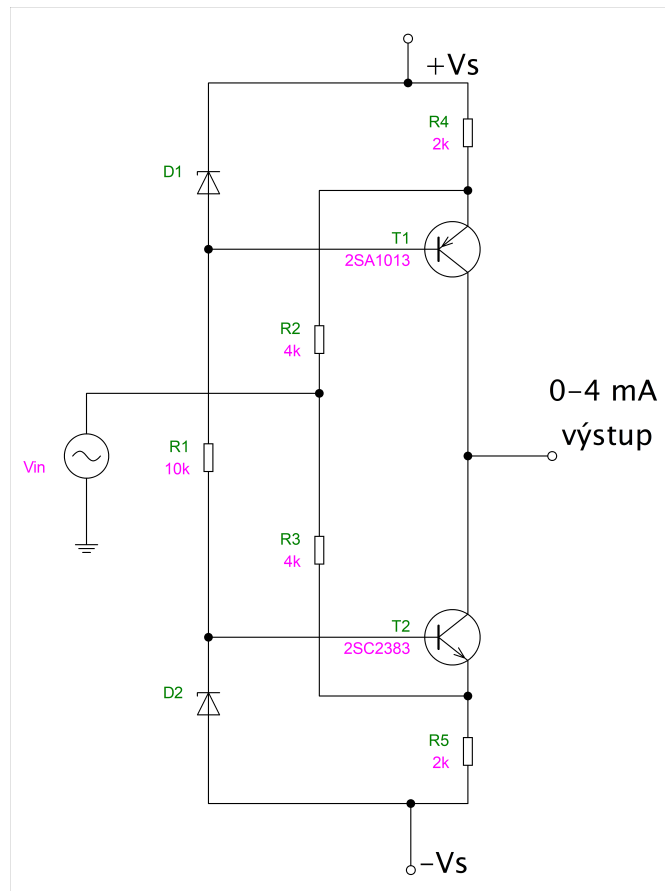 +Vs
R4
2k
D1
T1
2SA1013
R2
4k
0–4 mA
výstup
Vin
R1
10k
R3
4k
T2
2SC2383
D2
R5
2k
–Vs